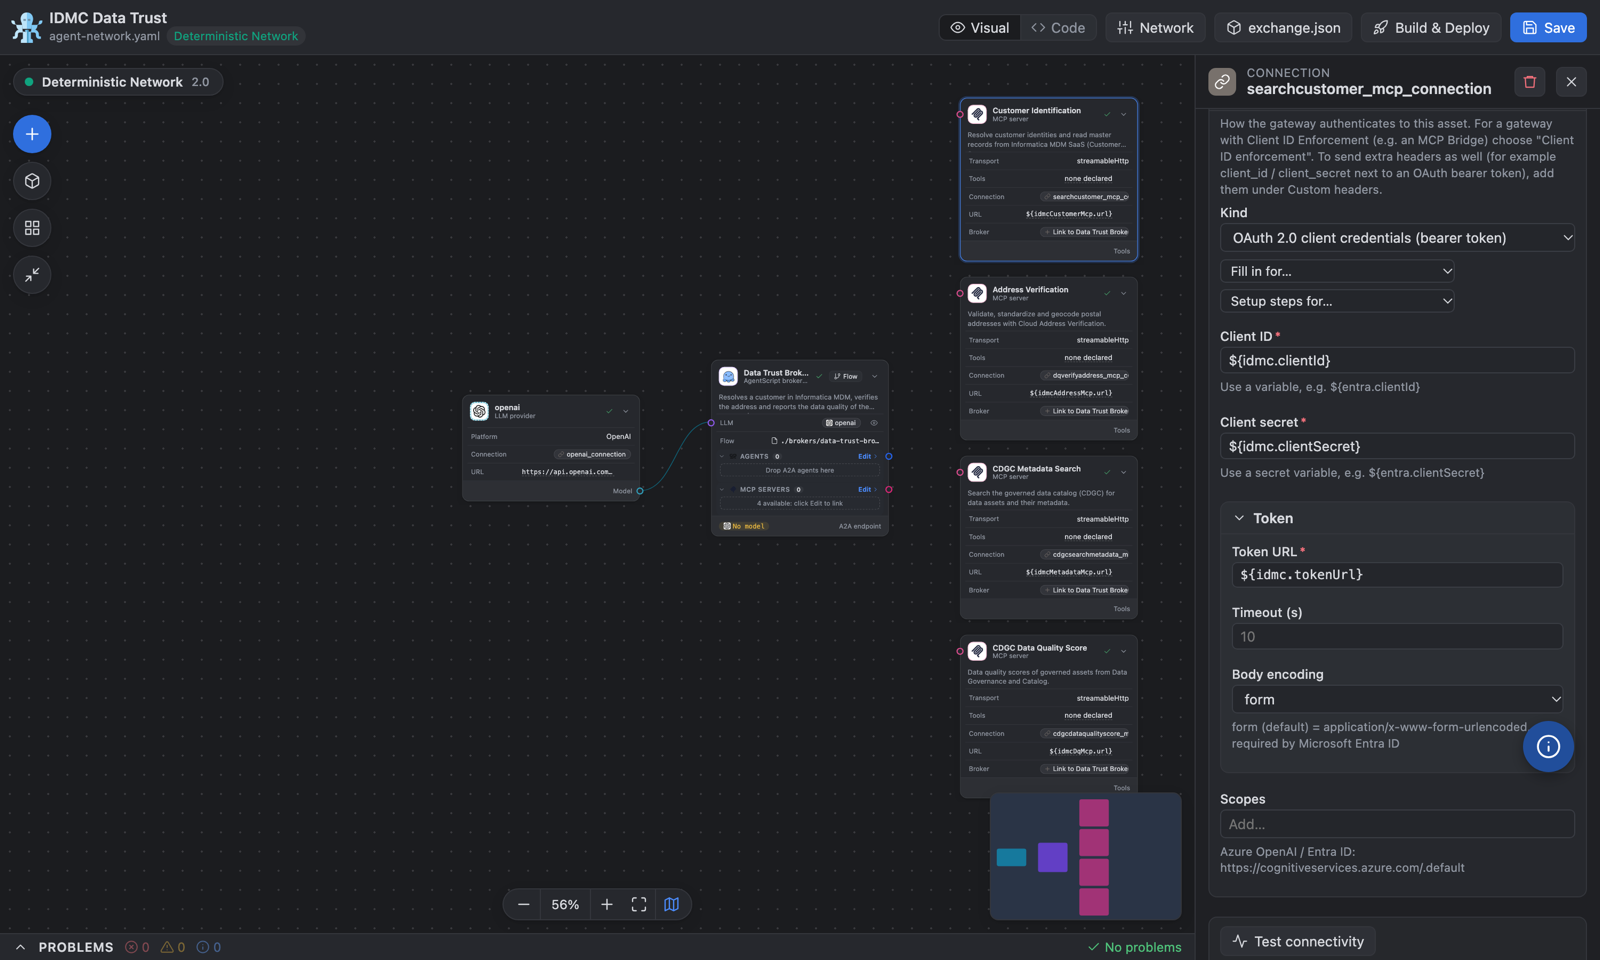 IDMC Data Trust
agent-network.yaml
Deterministic Network
Visual
Code
Network
exchange.json
Build & Deploy
Save
Deterministic Network 2.0
openai
LLM provider
Platform
OpenAI
Connection
openai_connection
URL
https://api.openai.com…
Model
Data Trust Brok...
AgentScript broker...
Flow
Resolves a customer in Informatica MDM, verifies
the address and reports the data quality of the...
LLM
openai
Flow
./brokers/data-trust-bro…
AGENTS 0
Edit
Drop A2A agents here
MCP SERVERS 0
Edit
4 available: click Edit to link
No model
A2A endpoint
Customer Identification
MCP server
Resolve customer identities and read master
records from Informatica MDM SaaS (Customer...
Transport
streamableHttp
Tools
none declared
Connection
searchcustomer_mcp_c
URL
${idmcCustomerMcp.url}
Broker
+ Link to Data Trust Broke
Tools
Address Verification
MCP server
Validate, standardize and geocode postal
addresses with Cloud Address Verification.
Transport
streamableHttp
Tools
none declared
Connection
dqverifyaddress_mcp_c
URL
${idmcAddressMcp.url}
Broker
+ Link to Data Trust Broke
Tools
CDGC Metadata Search
MCP server
Search the governed data catalog (CDGC) for
data assets and their metadata.
Transport
streamableHttp
Tools
none declared
Connection
cdgcsearchmetadata_m
URL
${idmcMetadataMcp.url}
Broker
+ Link to Data Trust Broke
Tools
CDGC Data Quality Score
MCP server
Data quality scores of governed assets from Data
Governance and Catalog.
Transport
streamableHttp
Tools
none declared
Connection
cdgcdataqualityscore_m
URL
${idmcDqMcp.url}
Broker
+ Link to Data Trust Broke
Tools
56%
PROBLEMS 0 0 0
No problems
CONNECTION
searchcustomer_mcp_connection
How the gateway authenticates to this asset. For a gateway
with Client ID Enforcement (e.g. an MCP Bridge) choose "Client
ID enforcement". To send extra headers as well (for example
client_id / client_secret next to an OAuth bearer token), add
them under Custom headers.
Kind
OAuth 2.0 client credentials (bearer token)
Fill in for...
Setup steps for...
Client ID *
${idmc.clientId}
Use a variable, e.g. ${entra.clientId}
Client secret *
${idmc.clientSecret}
Use a secret variable, e.g. ${entra.clientSecret}
Token
Token URL *
${idmc.tokenUrl}
Timeout (s)
10
Body encoding
form
form (default) = application/x-www-form-urlencoded,
required by Microsoft Entra ID
Scopes
Add...
Azure OpenAI / Entra ID:
https://cognitiveservices.azure.com/.default
Test connectivity